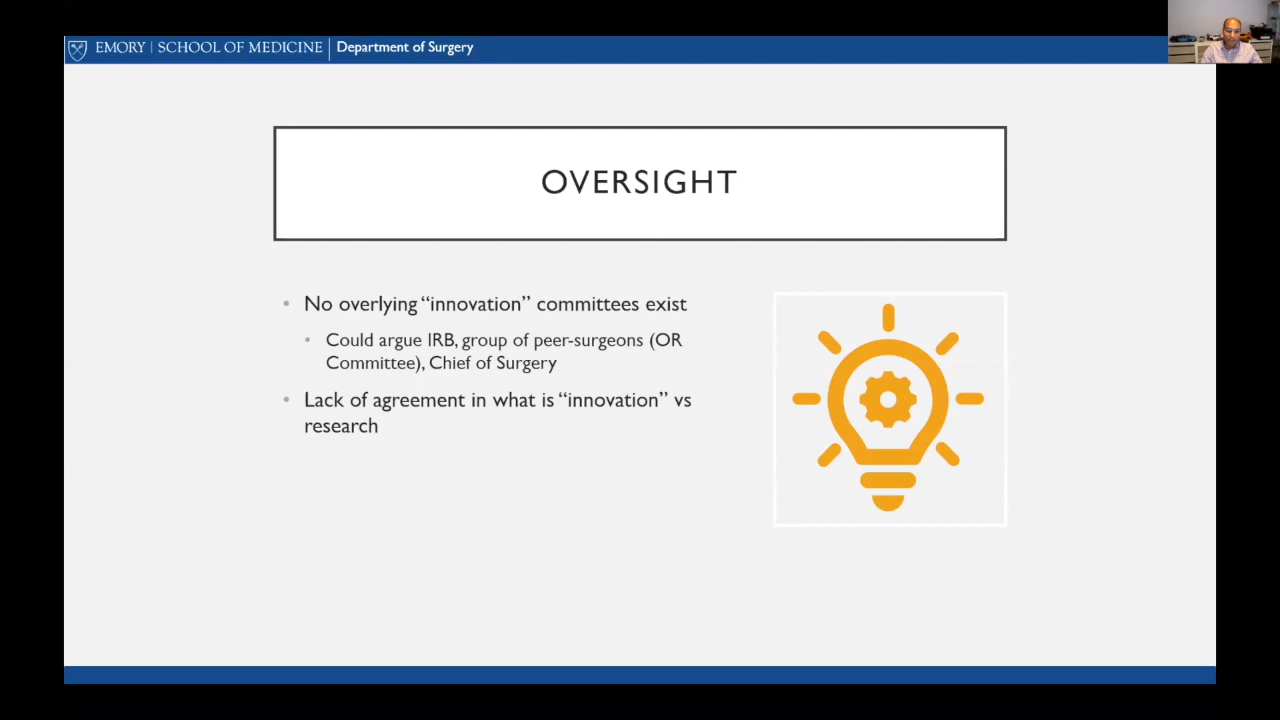 EMORY | SCHOOL OF MEDICINE | Department of Surgery
OVERSIGHT
• No overlying “innovation” committees exist
• Could argue IRB, group of peer-surgeons (OR
Committee), Chief of Surgery
• Lack of agreement in what is “innovation” vs
research